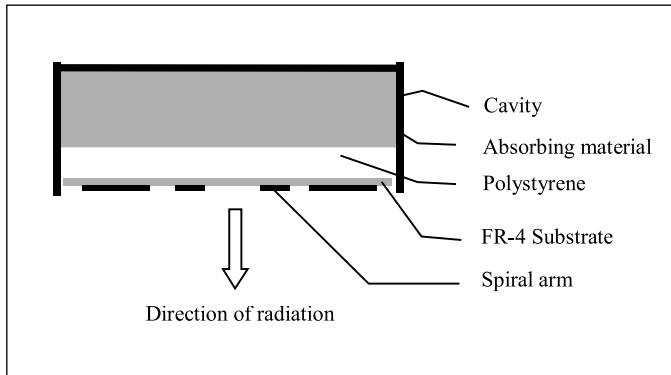 Cavity
Absorbing material
Polystyrene
FR-4 Substrate
Spiral arm
Direction of radiation